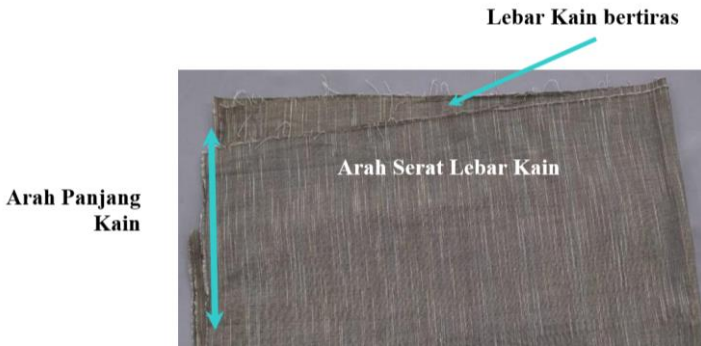 Lebar Kain bertiras
Arah Serat Lebar Kain
Arah Panjang
Kain